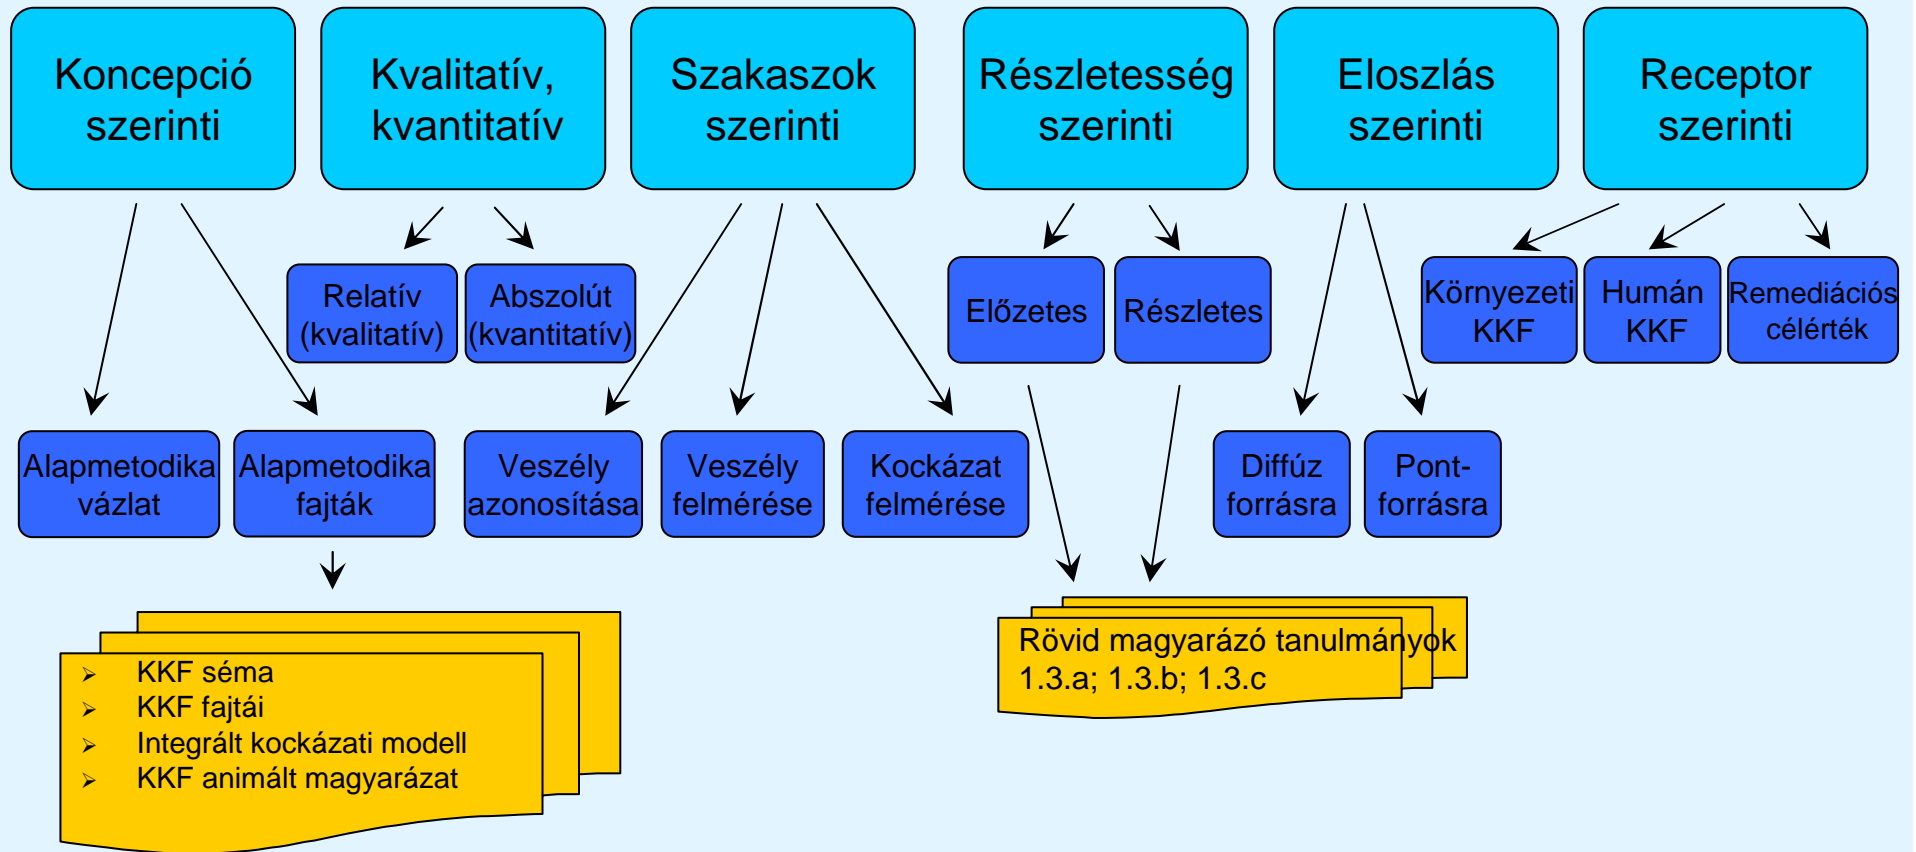 Koncepció
szerinti
Kvalitatív,
kvantitatív
Szakaszok
szerinti
Részletesség
szerinti
Eloszlás
szerinti
Receptor
szerinti
Relatív
(kvalitatív)
Abszolút
(kvantitatív)
Előzetes
Részletes
Környezeti
KKF
Humán
KKF
Remediációs
célérték
Alapmetodika
vázlat
Alapmetodika
fajták
Veszély
azonosítása
Veszély
felmérése
Kockázat
felmérése
Diffúz
forrásra
Pont-
forrásra
➢ KKF séma
➢ KKF fajtái
➢ Integrált kockázati modell
➢ KKF animált magyarázat
Rövid magyarázó tanulmányok
1.3.a; 1.3.b; 1.3.c